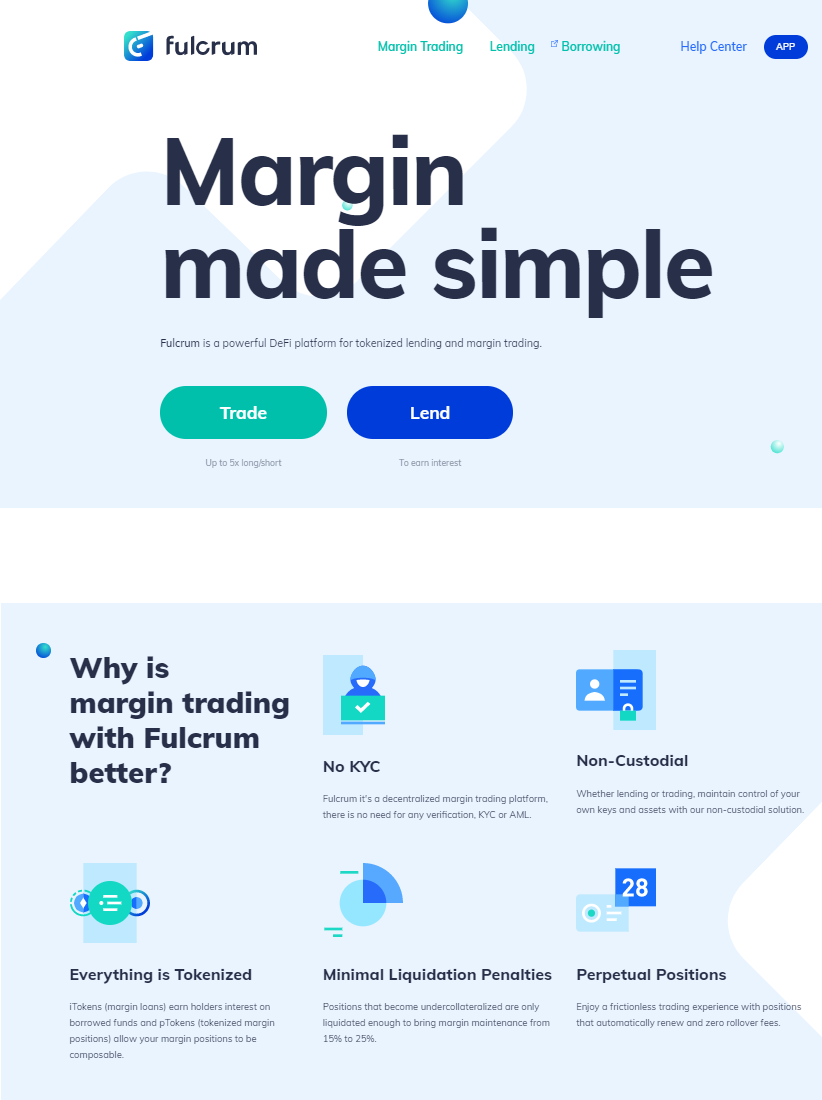 fulcrum
Margin Trading Lending Borrowing Help Center APP
Margin
made simple
Fulcrum is a powerful DeFi platform for tokenized lending and margin trading.
Trade Lend
Up to 5x long/short To earn interest
Why is
margin trading
with Fulcrum
better?
No KYC
Fulcrum it's a decentralized margin trading platform,
there is no need for any verification, KYC or AML.
Non-Custodial
Whether lending or trading, maintain control of your
own keys and assets with our non-custodial solution.
Everything is Tokenized
iTokens (margin loans) earn holders interest on
borrowed funds and pTokens (tokenized margin
positions) allow your margin positions to be
composable.
Minimal Liquidation Penalties
Positions that become undercollateralized are only
liquidated enough to bring margin maintenance from
15% to 25%.
28
Perpetual Positions
Enjoy a frictionless trading experience with positions
that automatically renew and zero rollover fees.